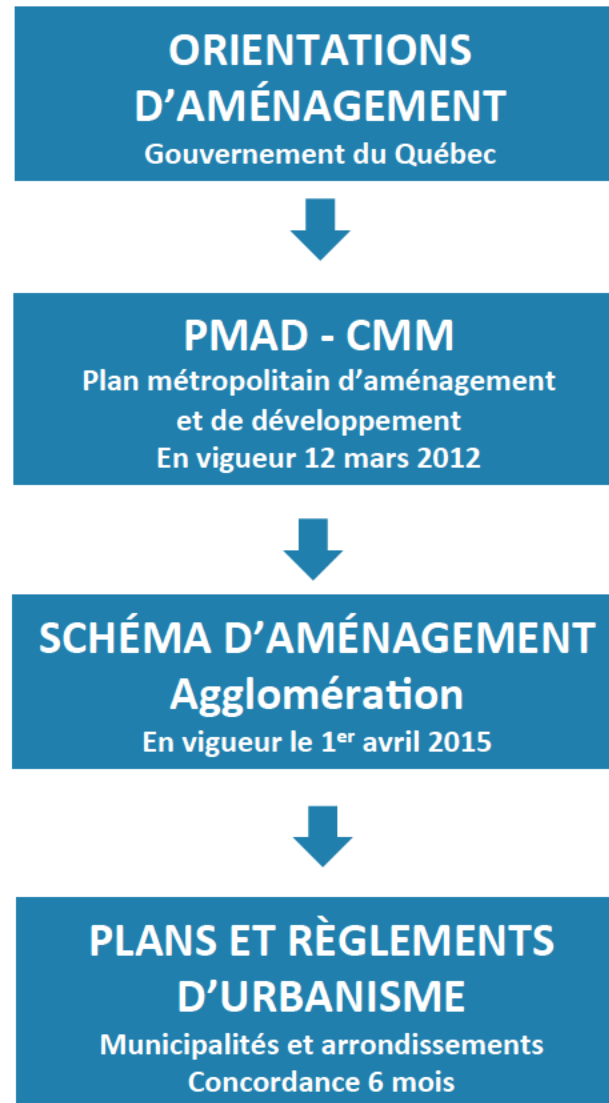 ORIENTATIONS
D'AMÉNAGEMENT
Gouvernement du Québec
PMAD - CMM
Plan métropolitain d'aménagement
et de développement
En vigueur 12 mars 2012
SCHÉMA D'AMÉNAGEMENT
Agglomération
En vigueur le 1er avril 2015
PLANS ET RÈGLEMENTS
D'URBANISME
Municipalités et arrondissements
Concordance 6 mois